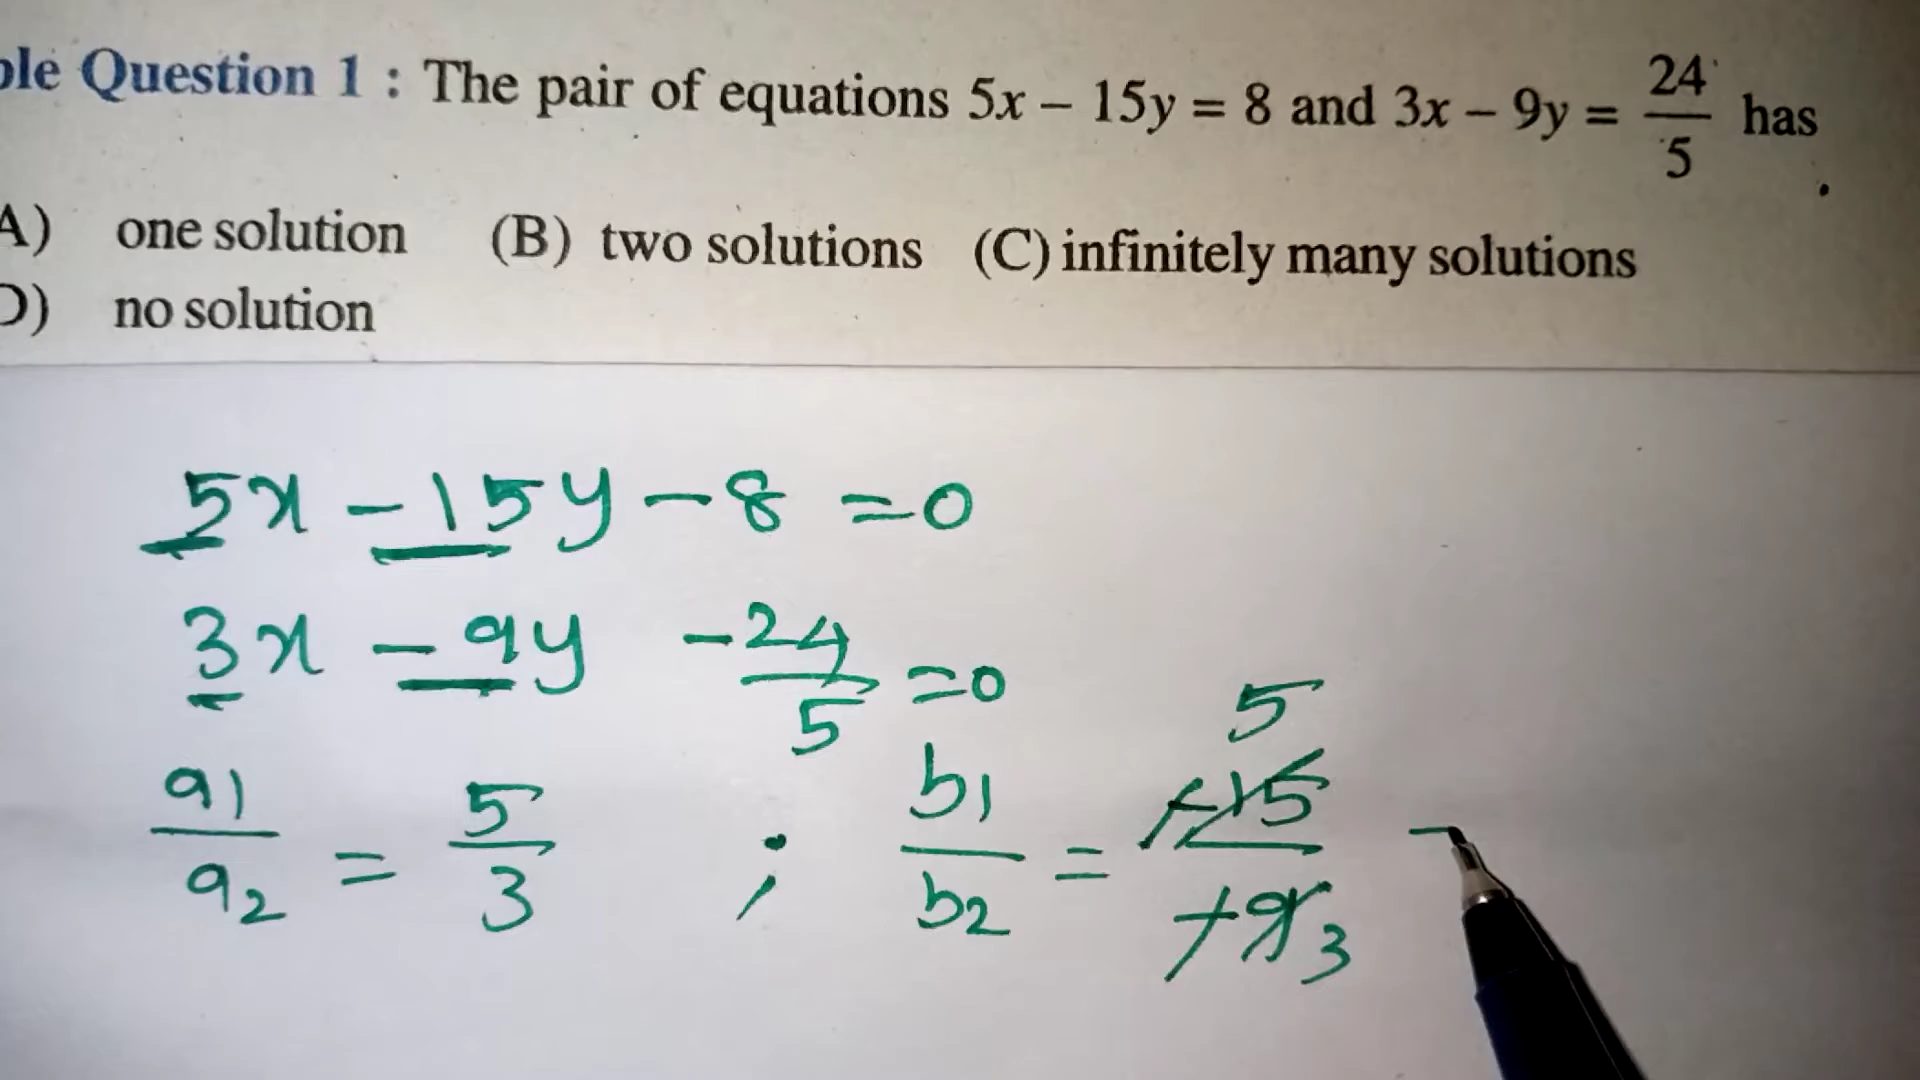 ple Question 1 : The pair of equations 5x – 15y = 8 and 3x – 9y = 24/5 has
A) one solution (B) two solutions (C) infinitely many solutions
D) no solution
5x – 15y – 8 = 0
3x – 9y – 24/5 = 0
a1/a2 = 5/3 ; b1/b2 = -15/-9 5 3